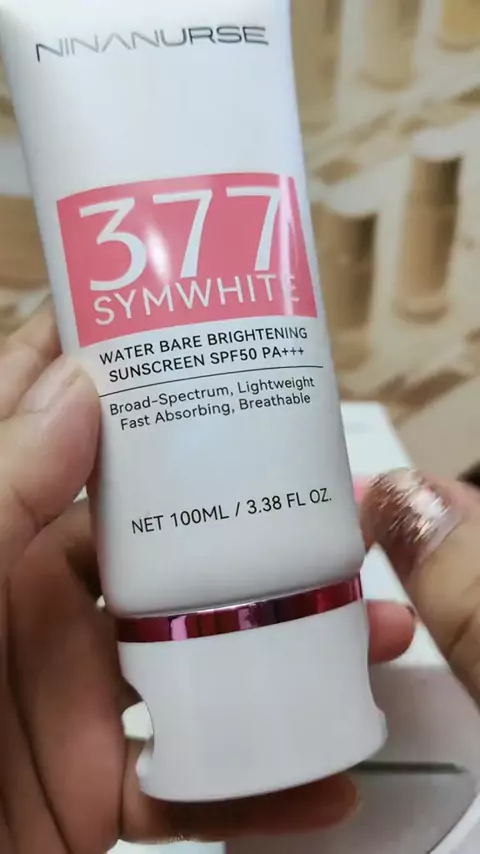 NINANURSE
377
SYMWHITE
WATER BARE BRIGHTENING
SUNSCREEN SPF50 PA+++
Broad-Spectrum, Lightweight
Fast Absorbing, Breathable
NET 100ML / 3.38 FL OZ.